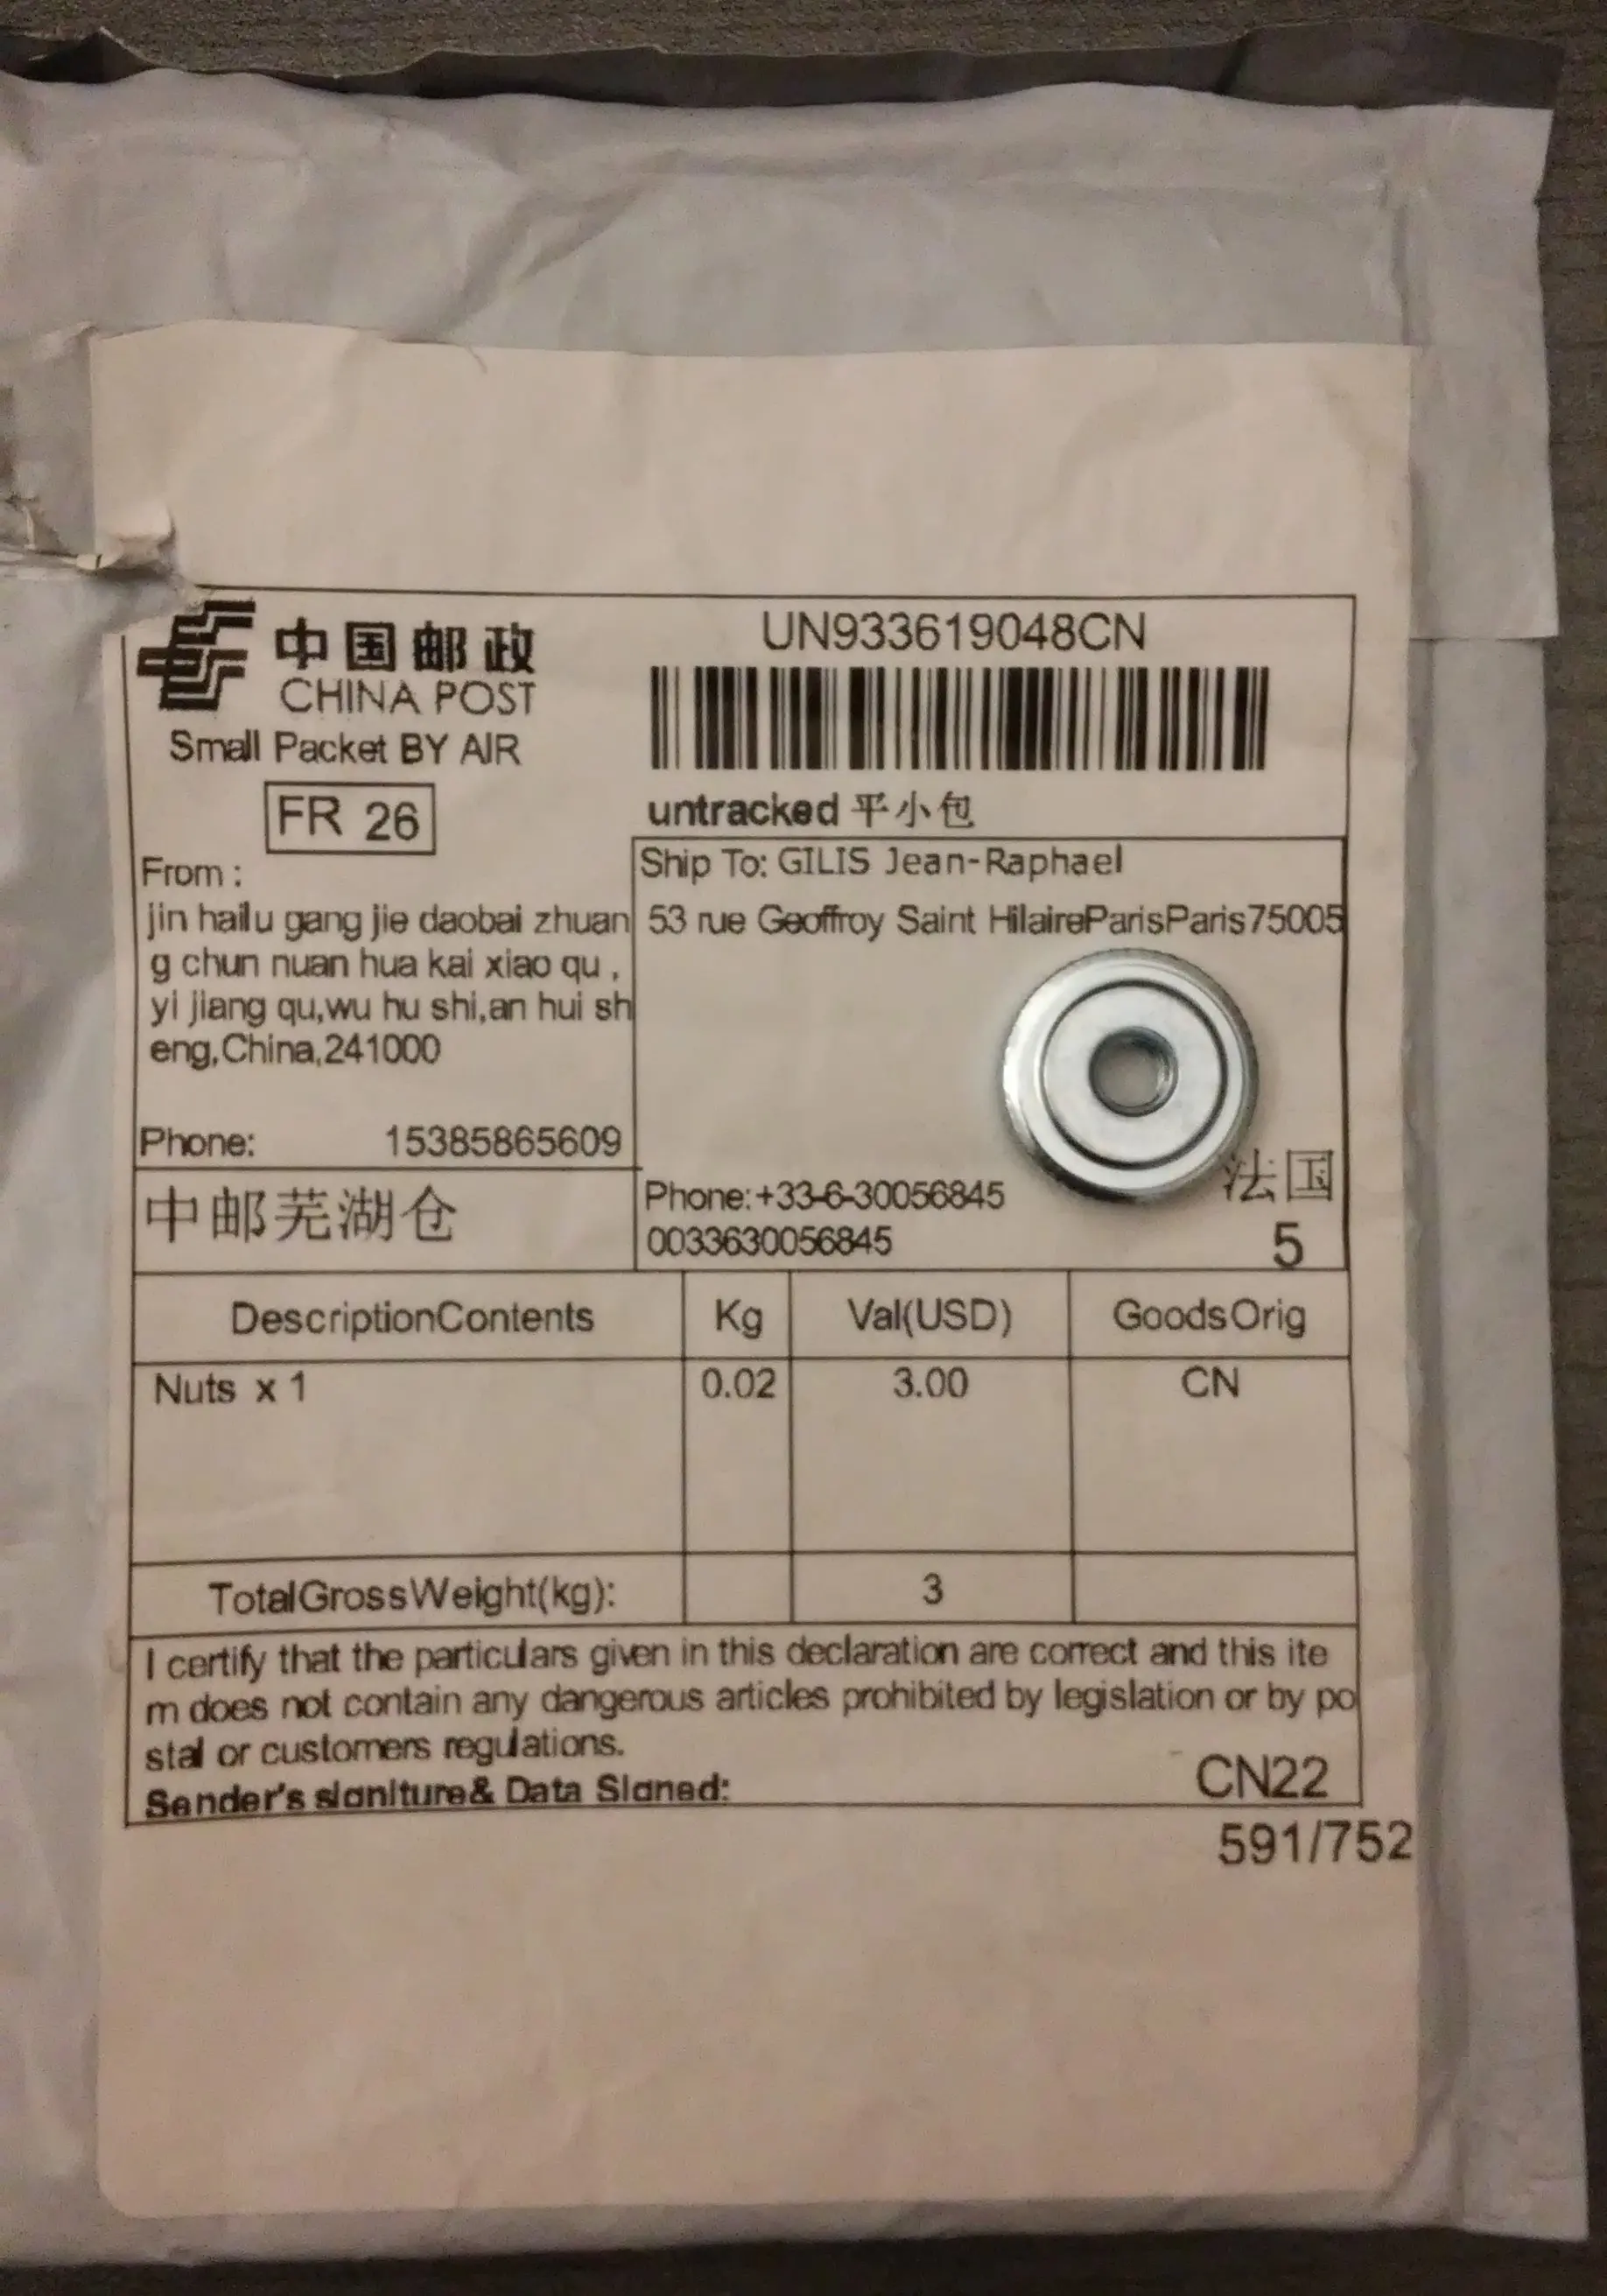 中国邮政
CHINA POST
Small Packet BY AIR
FR 26
UN933619048CN
untracked 平小包
From :
jin hailu gang jie daobai zhuan
g chun nuan hua kai xiao qu ,
yi jiang qu,wu hu shi,an hui sh
eng,China,241000
Phone: 15385865609
中邮芜湖仓
Ship To: GILIS Jean-Raphael
53 rue Geoffroy Saint HilaireParisParis75005
法国
Phone:+33-6-30056845
0033630056845
5
DescriptionContents Kg Val(USD) GoodsOrig
Nuts x 1 0.02 3.00 CN
TotalGrossWeight(kg): 3
I certify that the particulars given in this declaration are correct and this ite
m does not contain any dangerous articles prohibited by legislation or by po
stal or customers regulations.
Sender's signiture& Data Signed:
CN22
591/752